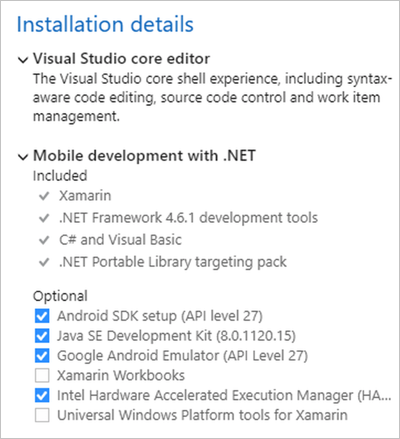 Installation details
Visual Studio core editor
The Visual Studio core shell experience, including syntax-
aware code editing, source code control and work item
management.
Mobile development with .NET
Included
Xamarin
.NET Framework 4.6.1 development tools
C# and Visual Basic
.NET Portable Library targeting pack
Optional
Android SDK setup (API level 27)
Java SE Development Kit (8.0.1120.15)
Google Android Emulator (API Level 27)
Xamarin Workbooks
Intel Hardware Accelerated Execution Manager (HA...
Universal Windows Platform tools for Xamarin